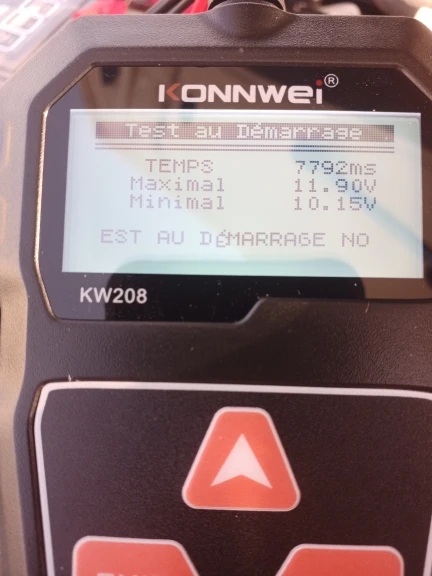 KONNWEi®
Test au Démarrage
TEMPS 7792ms
Maximal 11.90V
Minimal 10.15V
EST AU DÉMARRAGE NO
KW208